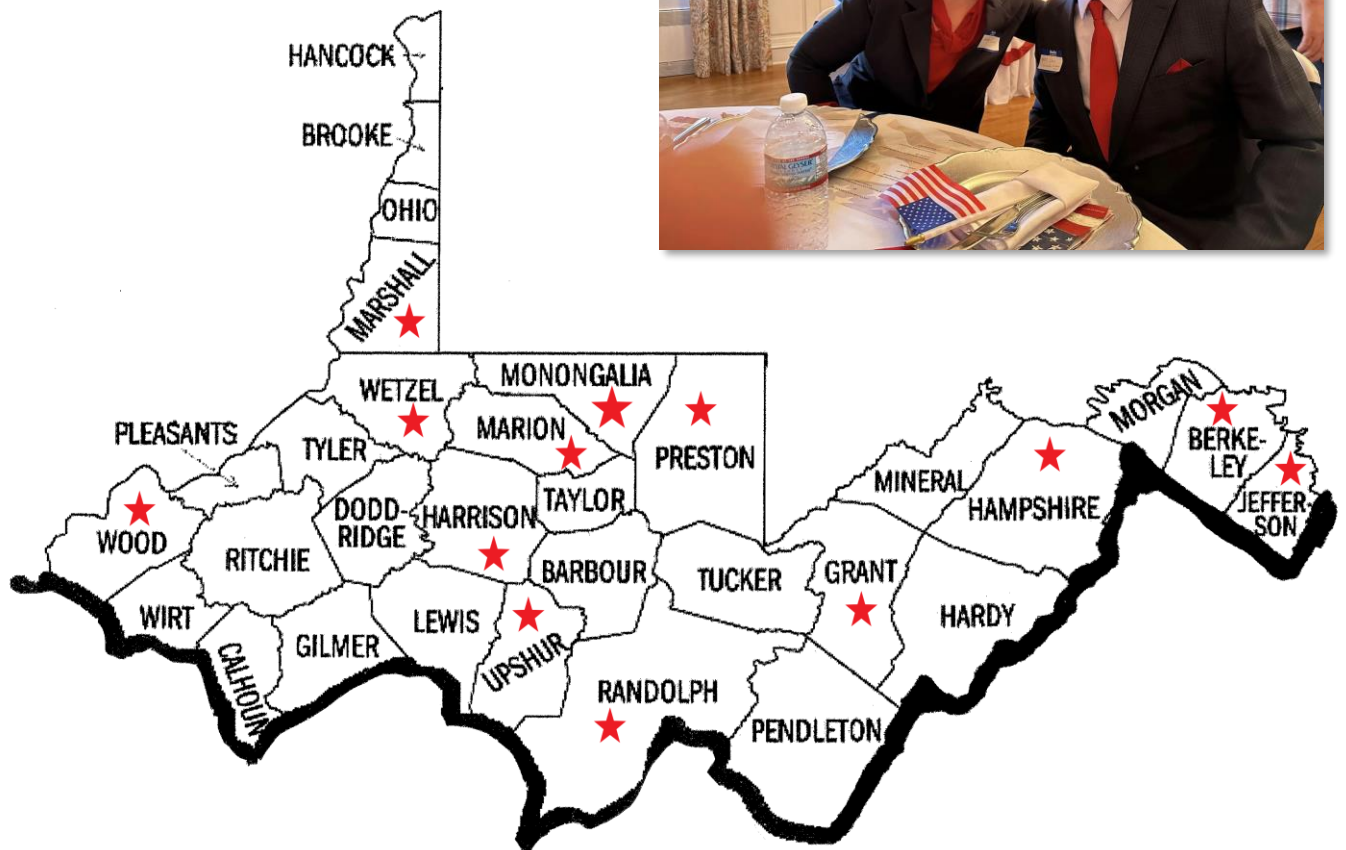 HANCOCK
BROOKE
OHIO
MARSHALL
WETZEL
MONONGALIA
MARION
PRESTON
PLEASANTS
TYLER
WOOD
RITCHIE
DODD-
RIDGE
HARRISON
TAYLOR
BARBOUR
TUCKER
GRANT
MINERAL
HAMPSHIRE
MORGAN
BERKE-
LEY
JEFFER-
SON
WIRT
CALHOUN
GILMER
LEWIS
UPSHUR
RANDOLPH
PENDLETON
HARDY